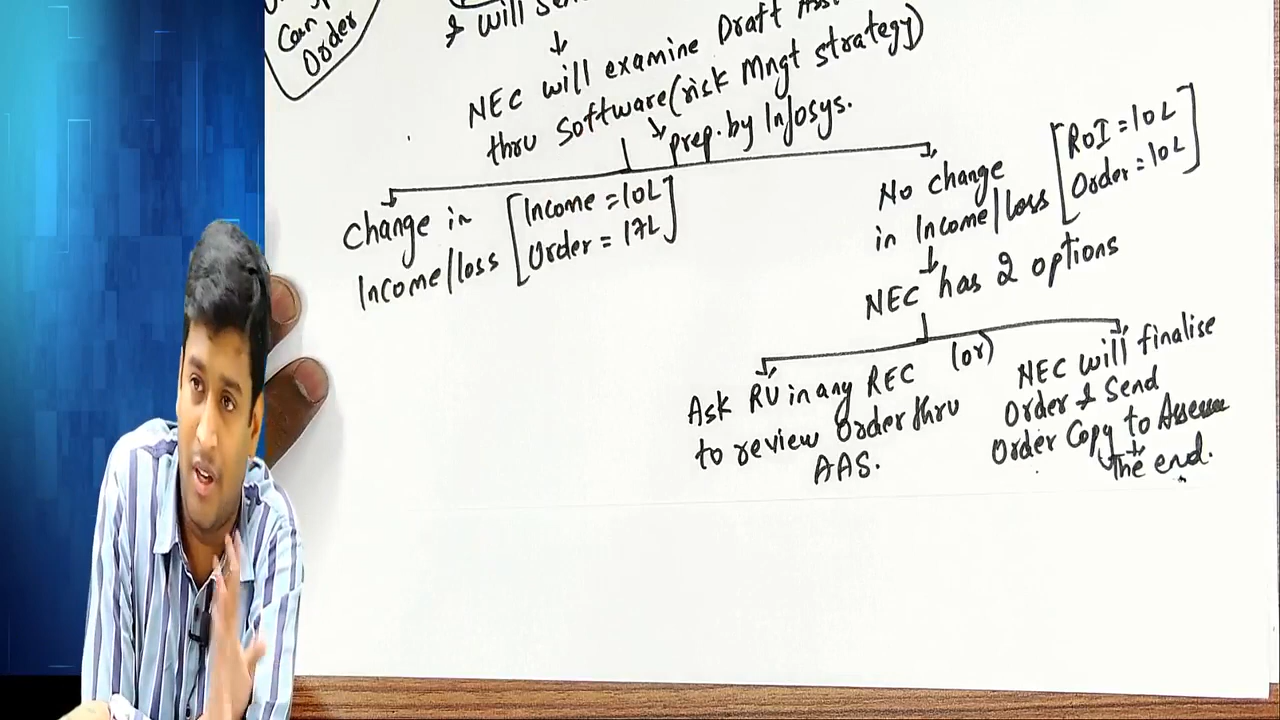 Can
Order
& will
↓
NEC will examine Draft
thru Software (risk Mngt strategy)
↳ prep. by Infosys.
Change in
Income/loss
[Income = 10L
Order = 17L]
No change
in Income/loss
[RoI = 10L
Order = 10L]
↓
NEC has 2 options
Ask RU in any REC
to review Order thru
AAS.
(or)
NEC will finalise
Order & Send
Order Copy to Assessee
↓
The end.